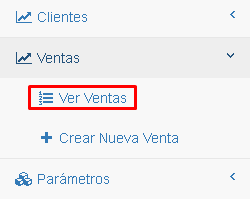 Clientes
Ventas
Ver Ventas
Crear Nueva Venta
Parámetros